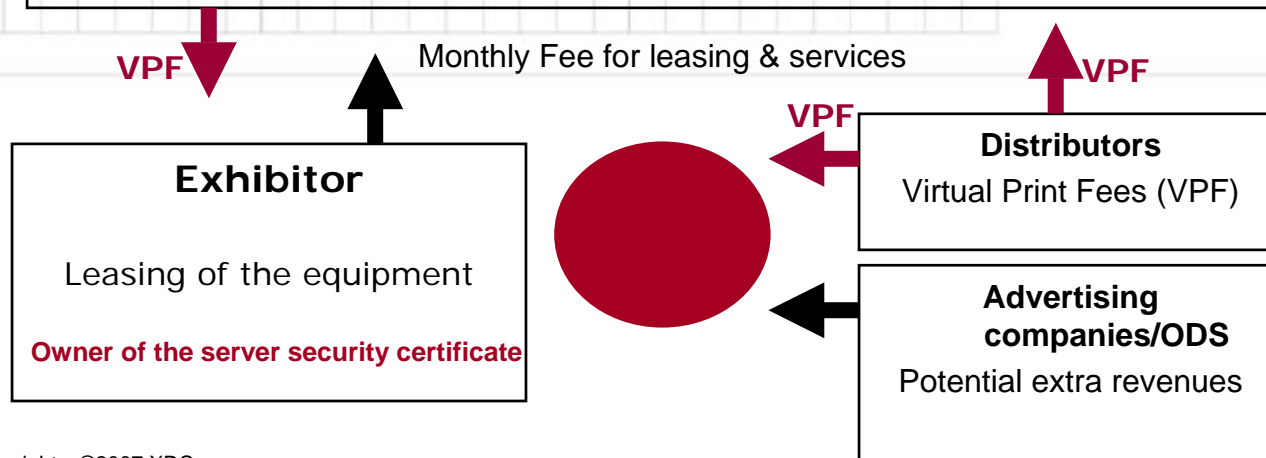 VPF
Monthly Fee for leasing & services
VPF
VPF
Exhibitor
Leasing of the equipment
Owner of the server security certificate
Distributors
Virtual Print Fees (VPF)
Advertising
companies/ODS
Potential extra revenues